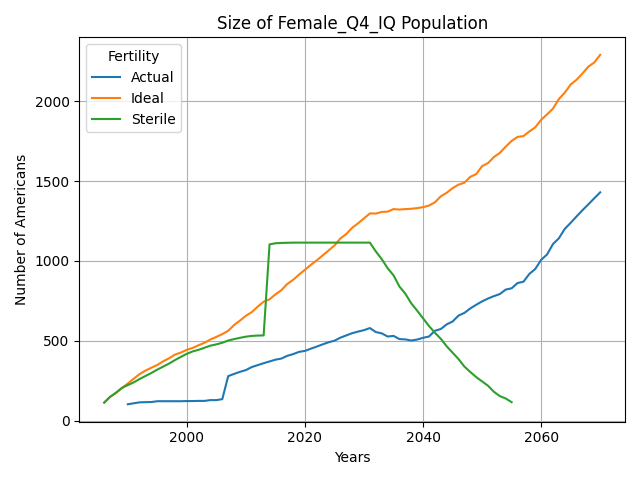 Size of Female_Q4_IQ Population
Fertility
Actual
Ideal
Sterile
Number of Americans
2000
1500
1000
500
0
2000
2020
2040
2060
Years